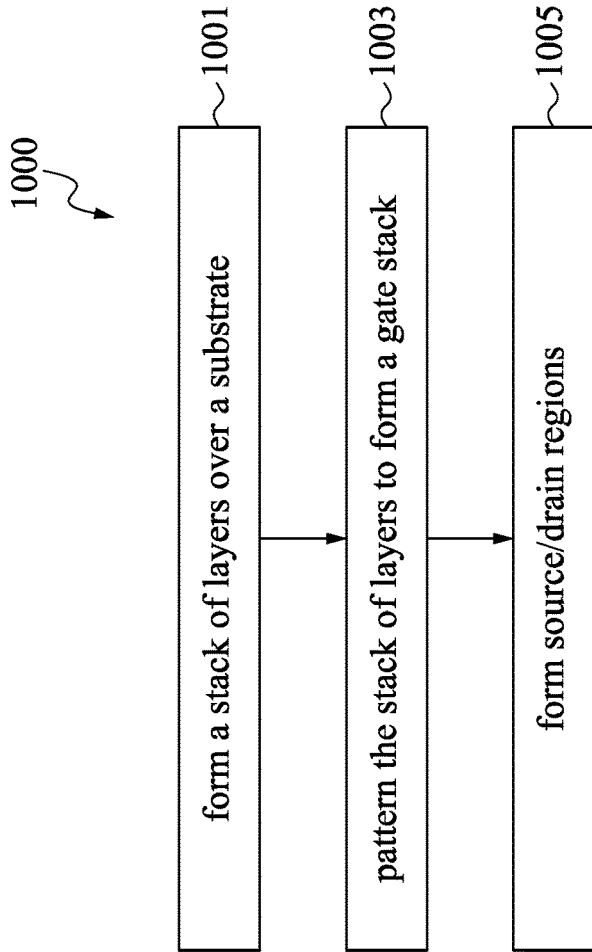 1000
form a stack of layers over a substrate
1001
pattern the stack of layers to form a gate stack
1003
form source/drain regions
1005